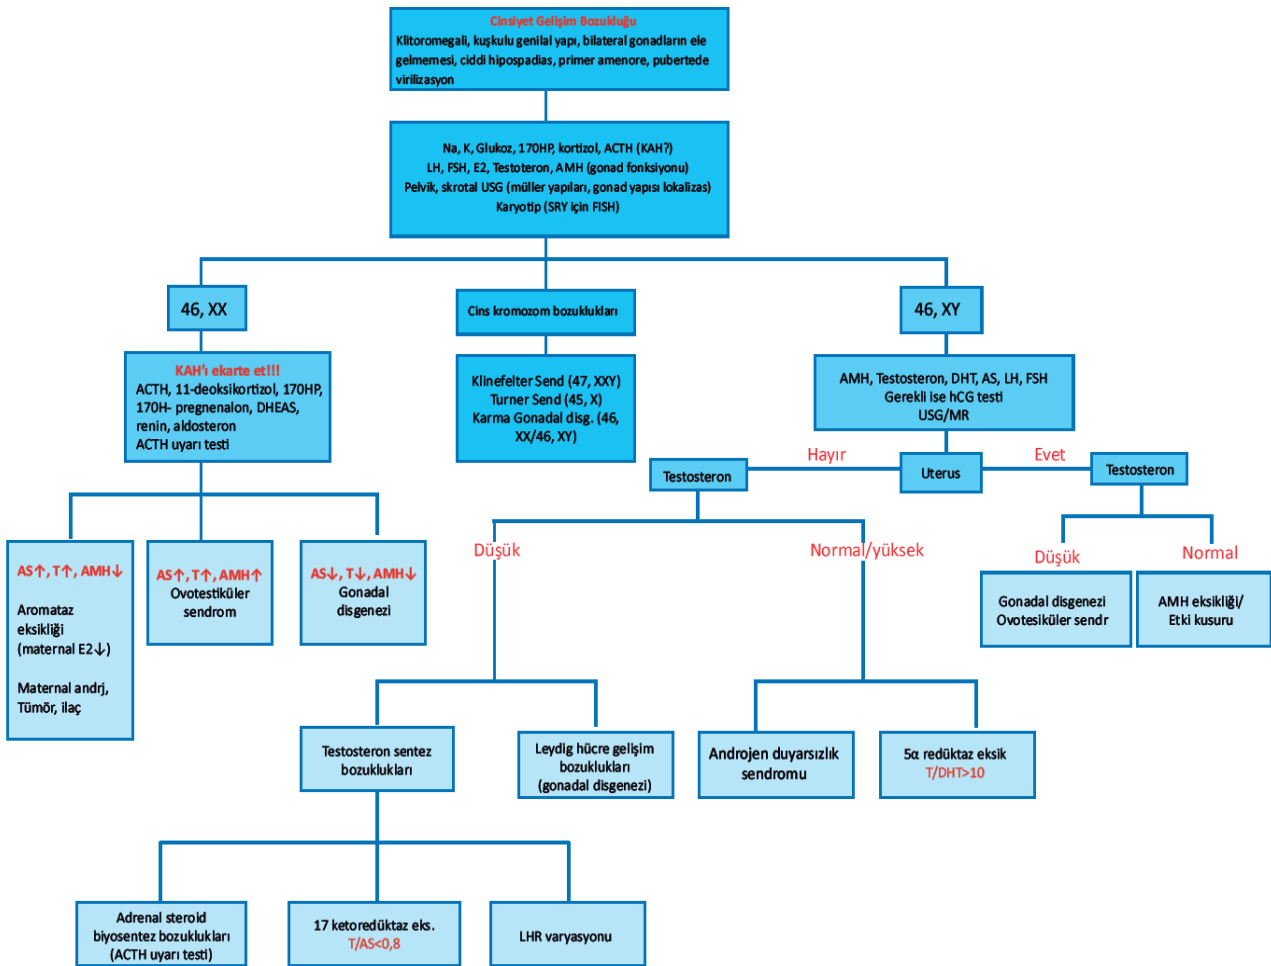 Cinsiyet Gelişim Bozukluğu
Klitoromegali, kuşkulu genilal yapı, bilateral gonadların ele
gelmemesi, ciddi hipospadias, primer amenore, pubertede
virilizasyon
Na, K, Glukoz, 170HP, kortizol, ACTH (KAH?)
LH, FSH, E2, Testoteron, AMH (gonad fonksiyonu)
Pelvik, skrotal USG (müller yapıları, gonad yapısı lokalizas)
Karyotip (SRY için FISH)
46, XX
Cins kromozom bozuklukları
46, XY
KAH'ı ekarte et!!!
ACTH, 11-deoksikortizol, 170HP,
170H- pregnenalon, DHEAS,
renin, aldosteron
ACTH uyarı testi
Klinefelter Send (47, XXY)
Turner Send (45, X)
Karma Gonadal disg. (46,
XX/46, XY)
AMH, Testosteron, DHT, AS, LH, FSH
Gerekli ise hCG testi
USG/MR
Testosteron
Hayır
Uterus
Evet
Testosteron
AS↑, T↑, AMH↓
Aromataz
eksikliği
(maternal E2↓)
Maternal andrj,
Tümör, ilaç
AS↑, T↑, AMH↑
Ovotestiküler
sendrom
AS↓, T↓, AMH↓
Gonadal
disgenezi
Düşük
Normal/yüksek
Düşük
Normal
Gonadal disgenezi
Ovotesiküler sendr
AMH eksikliği/
Etki kusuru
Testosteron sentez
bozuklukları
Leydig hücre gelişim
bozuklukları
(gonadal disgenezi)
Androjen duyarsızlık
sendromu
5α redüktaz eksik
T/DHT>10
Adrenal steroid
biyosentez bozuklukları
(ACTH uyarı testi)
17 ketoredüktaz eks.
T/AS<0,8
LHR varyasyonu